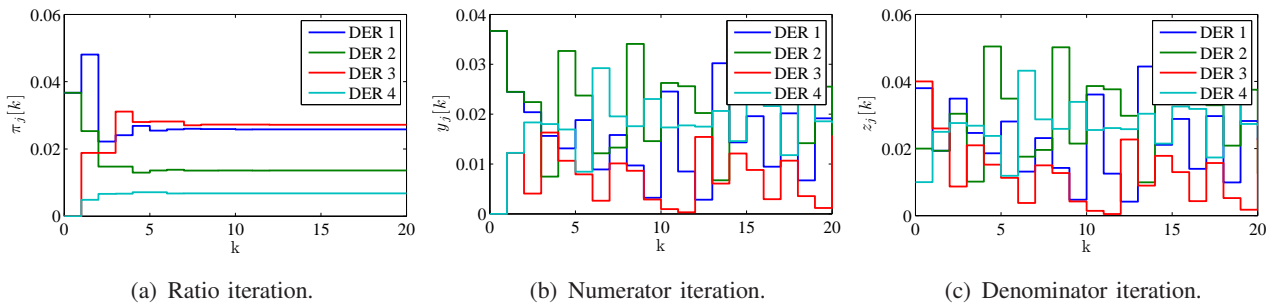 0.06
0.04
0.02
0
π_j[k]
DER 1
DER 2
DER 3
DER 4
0 5 10 15 20
k
(a) Ratio iteration.
0.04
0.03
0.02
0.01
0
y_j[k]
DER 1
DER 2
DER 3
DER 4
0 5 10 15 20
k
(b) Numerator iteration.
0.06
0.04
0.02
0
z_j[k]
DER 1
DER 2
DER 3
DER 4
0 5 10 15 20
k
(c) Denominator iteration.